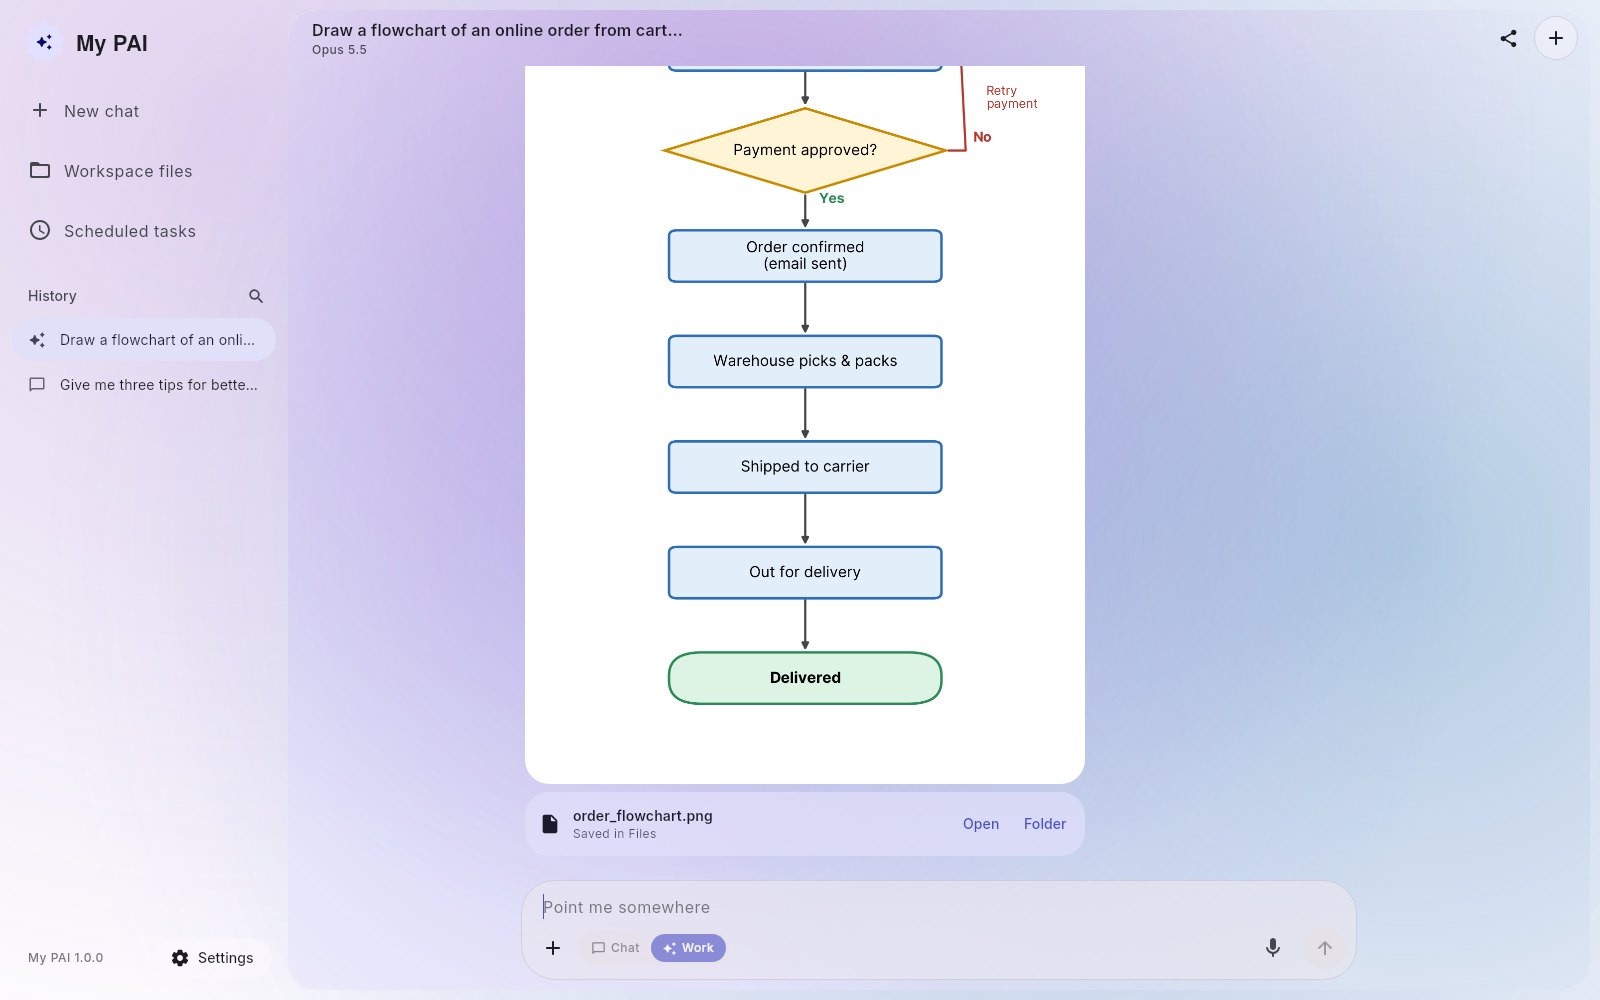 My PAI
New chat
Workspace files
Scheduled tasks
History
Draw a flowchart of an onli...
Give me three tips for bette...
My PAI 1.0.0
Settings
Draw a flowchart of an online order from cart...
Opus 5.5
Retry
payment
No
Payment approved?
Yes
Order confirmed
(email sent)
Warehouse picks & packs
Shipped to carrier
Out for delivery
Delivered
order_flowchart.png
Saved in Files
Open
Folder
Point me somewhere
Chat
Work